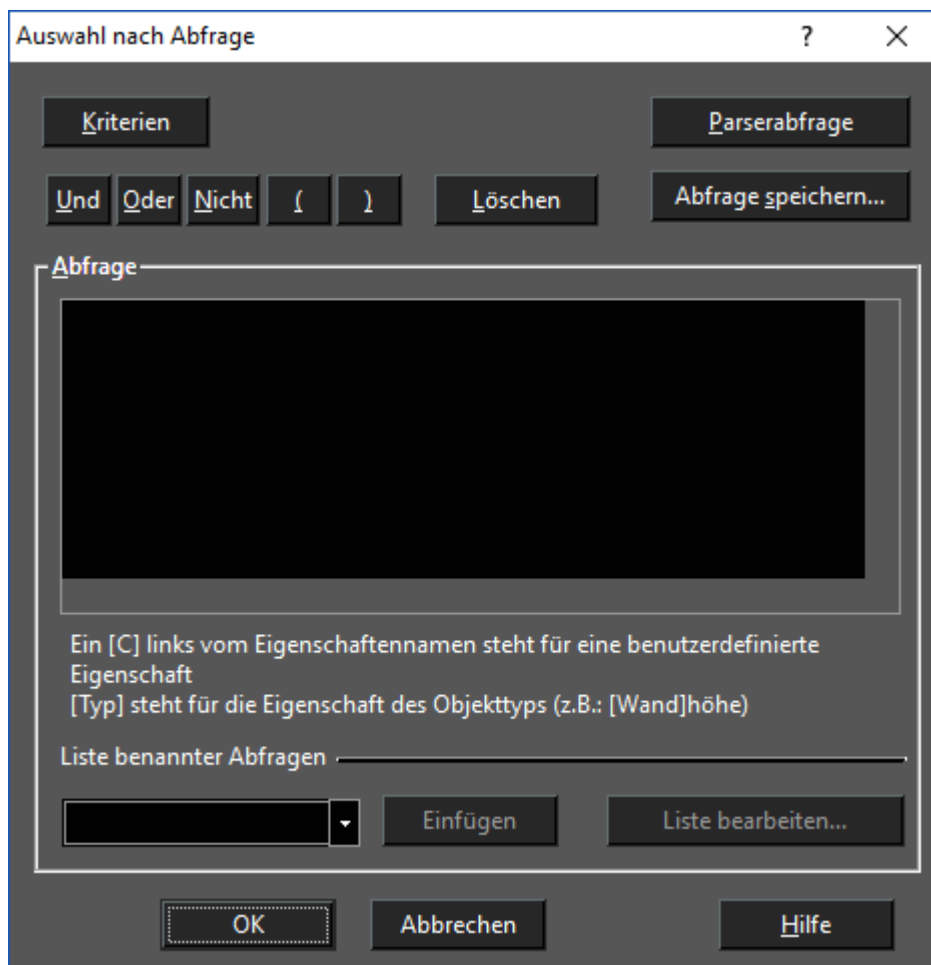 Auswahl nach Abfrage ?
Kriterien Parserabfrage
Und Oder Nicht ( ) Löschen Abfrage speichern...
Abfrage
Ein [C] links vom Eigenschaftennamen steht für eine benutzerdefinierte
Eigenschaft
[Typ] steht für die Eigenschaft des Objekttyps (z.B.: [Wand]höhe)
Liste benannter Abfragen
Einfügen Liste bearbeiten...
OK Abbrechen Hilfe